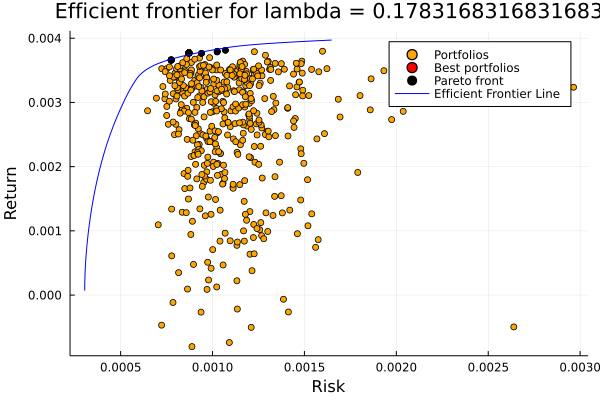 Efficient frontier for lambda = 0.1783168316831683
Portfolios
Best portfolios
Pareto front
Efficient Frontier Line
Return
0.004
0.003
0.002
0.001
0.000
0.0005 0.0010 0.0015 0.0020 0.0025 0.0030
Risk